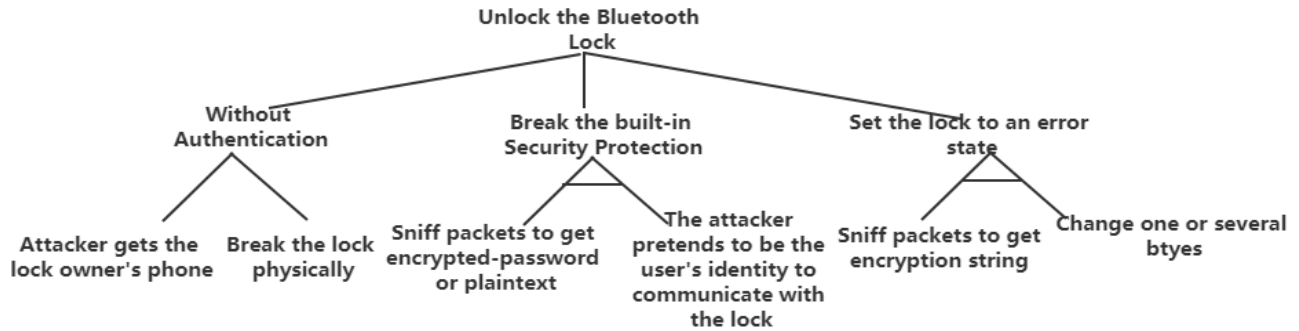 Unlock the Bluetooth
Lock
Without
Authentication
Break the built-in
Security Protection
Set the lock to an error
state
Attacker gets the
lock owner's phone
Break the lock
physically
Sniff packets to get
encrypted-password
or plaintext
The attacker
pretends to be the
user's identity to
communicate with
the lock
Sniff packets to get
encryption string
Change one or several
btyes